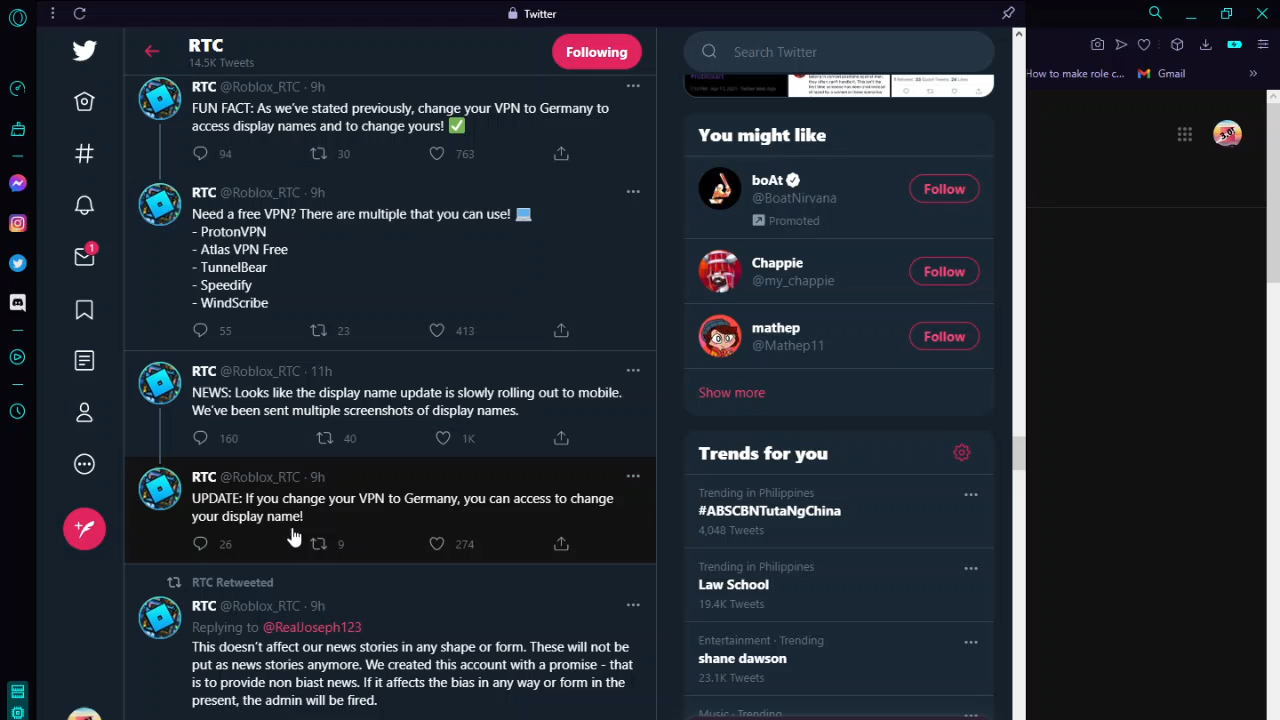 Twitter
RTC
14.5K Tweets
Following
Search Twitter
How to make role c...
Gmail
»
RTC @Roblox_RTC · 9h
FUN FACT: Like we've stated previously, change your VPN to Germany to
access display names and to change yours! ✅
94 30 763
RTC @Roblox_RTC · 9h
Need a free VPN? There are multiple that you can use! 💻
- ProtonVPN
- Atlas VPN Free
- TunnelBear
- Speedify
- WindScribe
55 23 413
RTC @Roblox_RTC · 11h
NEWS: Looks like the display name update is slowly rolling out to mobile.
We've been sent multiple screenshots of display names.
160 40 1K
RTC @Roblox_RTC · 9h
UPDATE: If you change your VPN to Germany, you can access to change
your display name!
26 9 274
RTC Retweeted
RTC @Roblox_RTC · 9h
Replying to @RealJoseph123
This doesn't affect our news stories in any shape or form. These will not be
put as news stories anymore. We created this account with a promise - that
is to provide non biast news. If it affects the bias in any way or form in the
present, the admin will be fired.
1
You might like
boAt
@BoatNirvana
Promoted
Follow
Chappie
@my_chappie
Follow
mathep
@Mathep11
Follow
Show more
Trends for you
Trending in Philippines
#ABSCBNTutaNgChina
4,048 Tweets
Trending in Philippines
Law School
19.4K Tweets
Entertainment · Trending
shane dawson
23.1K Tweets
Music · Trending